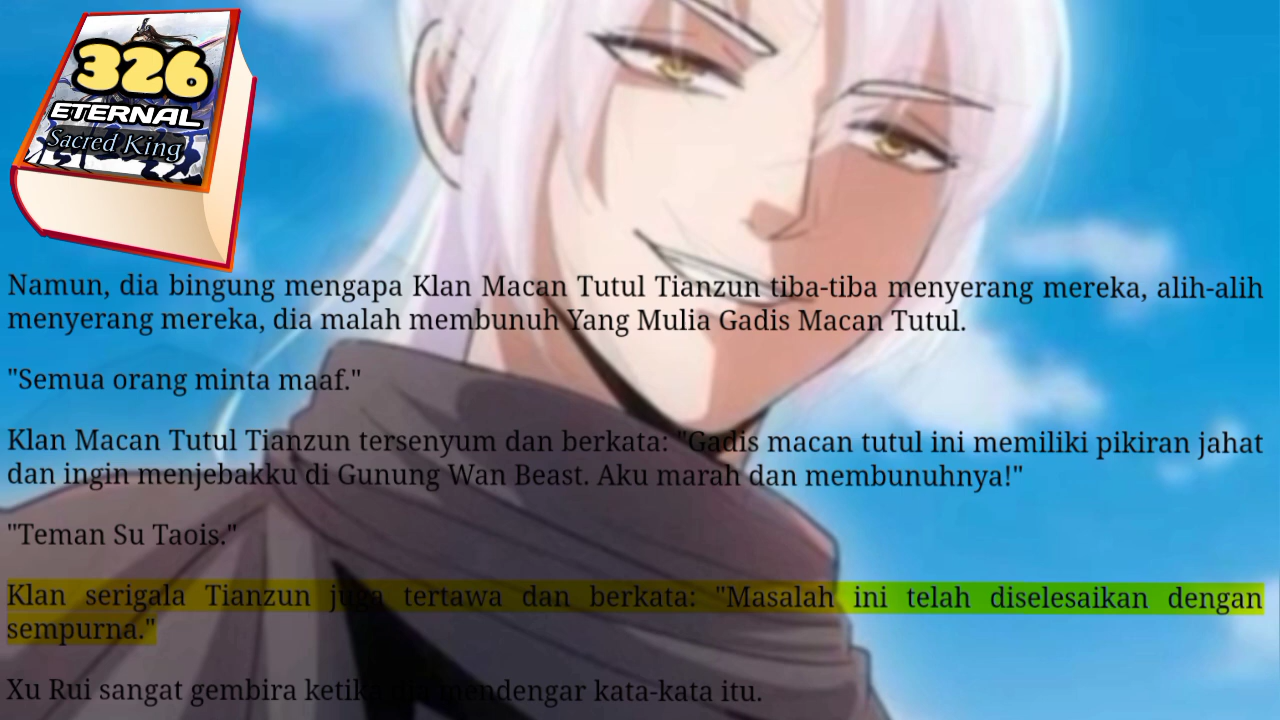 326
ETERNAL
Sacred King
Namun, dia bingung mengapa Klan Macan Tutul Tianzun tiba-tiba menyerang mereka, alih-alih
menyerang mereka, dia malah membunuh Yang Mulia Gadis Macan Tutul.
"Semua orang minta maaf."
Klan Macan Tutul Tianzun tersenyum dan berkata: "Gadis macan tutul ini memiliki pikiran jahat
dan ingin menjebakku di Gunung Wan Beast. Aku marah dan membunuhnya!"
"Teman Su Taois."
Klan serigala Tianzun juga tertawa dan berkata: "Masalah ini telah diselesaikan dengan
sempurna."
Xu Rui sangat gembira ketika dia mendengar kata-kata itu.